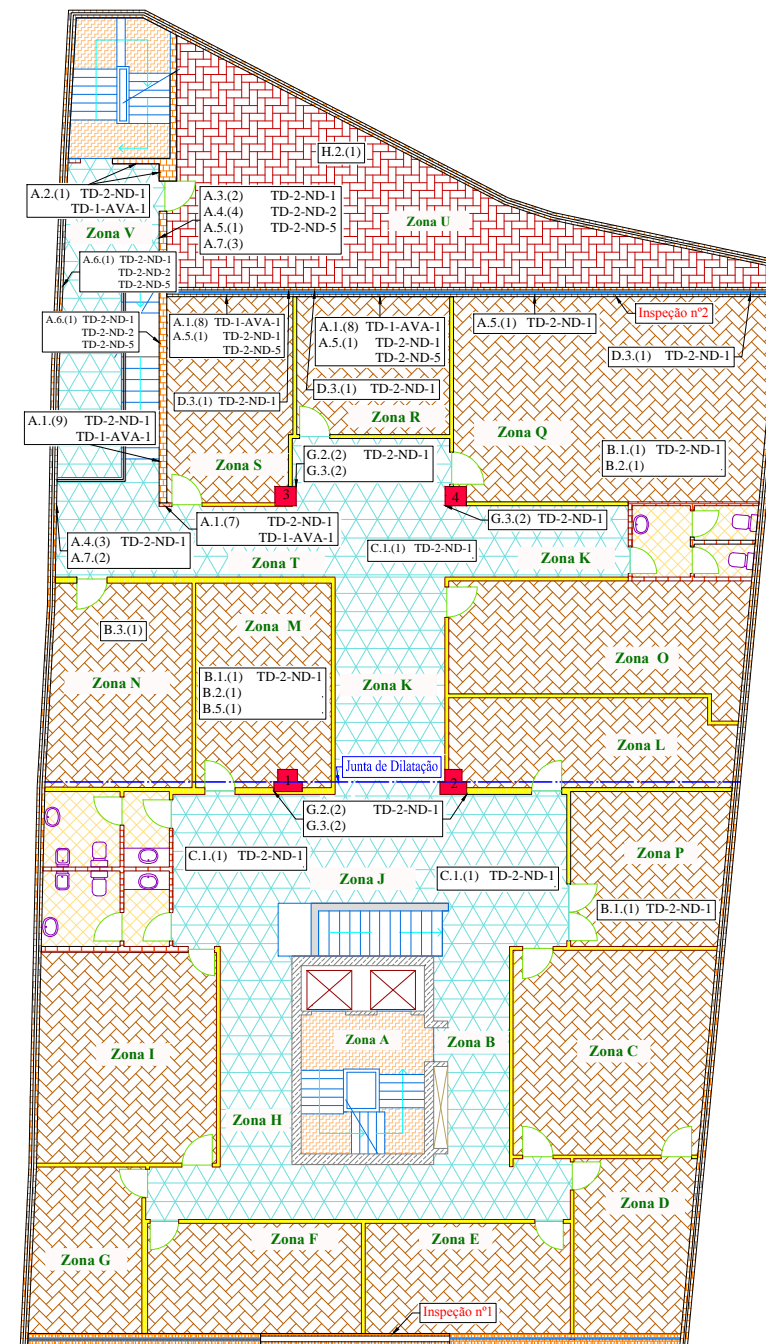 H.2.(1)
A.2.(1) TD-2-ND-1
TD-1-AVA-1
A.3.(2) TD-2-ND-1
A.4.(4) TD-2-ND-2
A.5.(1) TD-2-ND-5
A.7.(3)
Zona U
Zona V
A.6.(1) TD-2-ND-1
TD-2-ND-2
TD-2-ND-5
A.6.(1) TD-2-ND-1
TD-2-ND-2
TD-2-ND-5
A.1.(8) TD-1-AVA-1
A.5.(1) TD-2-ND-1
TD-2-ND-5
A.1.(8) TD-1-AVA-1
A.5.(1) TD-2-ND-1
TD-2-ND-5
A.5.(1) TD-2-ND-1
Inspeção nº2
D.3.(1) TD-2-ND-1
D.3.(1) TD-2-ND-1
D.3.(1) TD-2-ND-1
A.1.(9) TD-2-ND-1
TD-1-AVA-1
Zona R
Zona Q
Zona S
G.2.(2) TD-2-ND-1
G.3.(2)
B.1.(1) TD-2-ND-1
B.2.(1)
3
4
A.1.(7) TD-2-ND-1
TD-1-AVA-1
G.3.(2) TD-2-ND-1
A.4.(3) TD-2-ND-1
A.7.(2)
C.1.(1) TD-2-ND-1
Zona T
Zona K
B.3.(1)
Zona M
Zona N
B.1.(1) TD-2-ND-1
B.2.(1)
B.5.(1)
Zona K
Zona O
Zona L
Junta de Dilatação
1
2
G.2.(2) TD-2-ND-1
G.3.(2)
C.1.(1) TD-2-ND-1
Zona J
C.1.(1) TD-2-ND-1
Zona P
B.1.(1) TD-2-ND-1
Zona I
Zona A
Zona B
Zona C
Zona H
Zona D
Zona G
Zona F
Zona E
Inspeção nº1